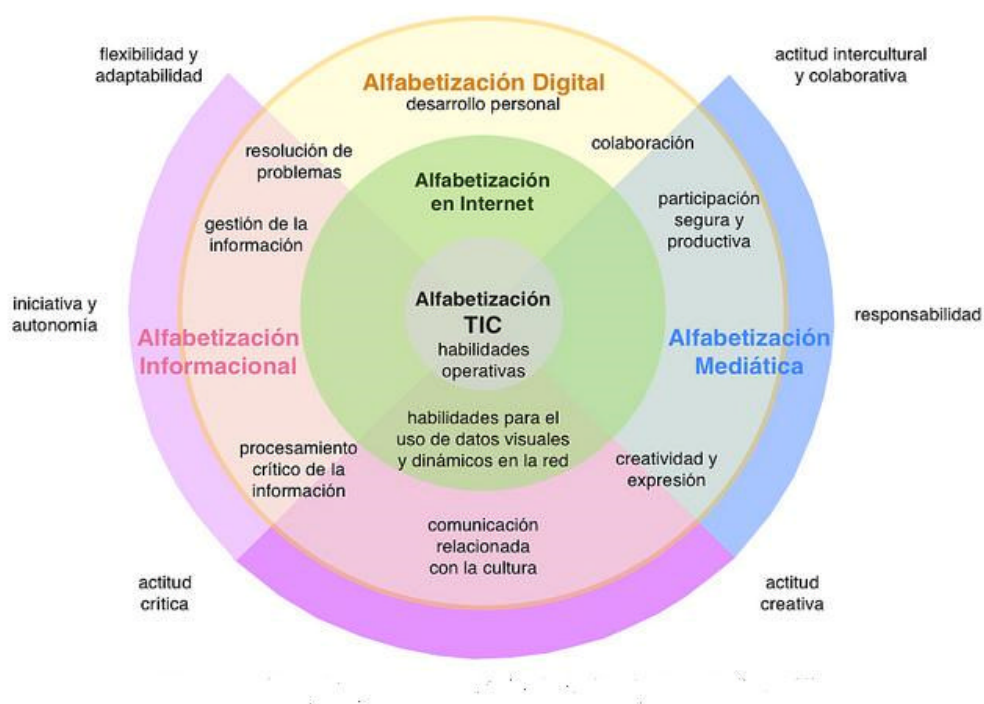 flexibilidad y
adaptabilidad
actitud intercultural
y colaborativa
Alfabetización Digital
desarrollo personal
resolución de
problemas
colaboración
Alfabetización
en Internet
gestión de la
información
participación
segura y
productiva
iniciativa y
autonomía
Alfabetización
TIC
habilidades
operativas
responsabilidad
Alfabetización
Informacional
Alfabetización
Mediática
habilidades para el
uso de datos visuales
y dinámicos en la red
procesamiento
crítico de la
información
creatividad y
expresión
comunicación
relacionada
con la cultura
actitud
crítica
actitud
creativa